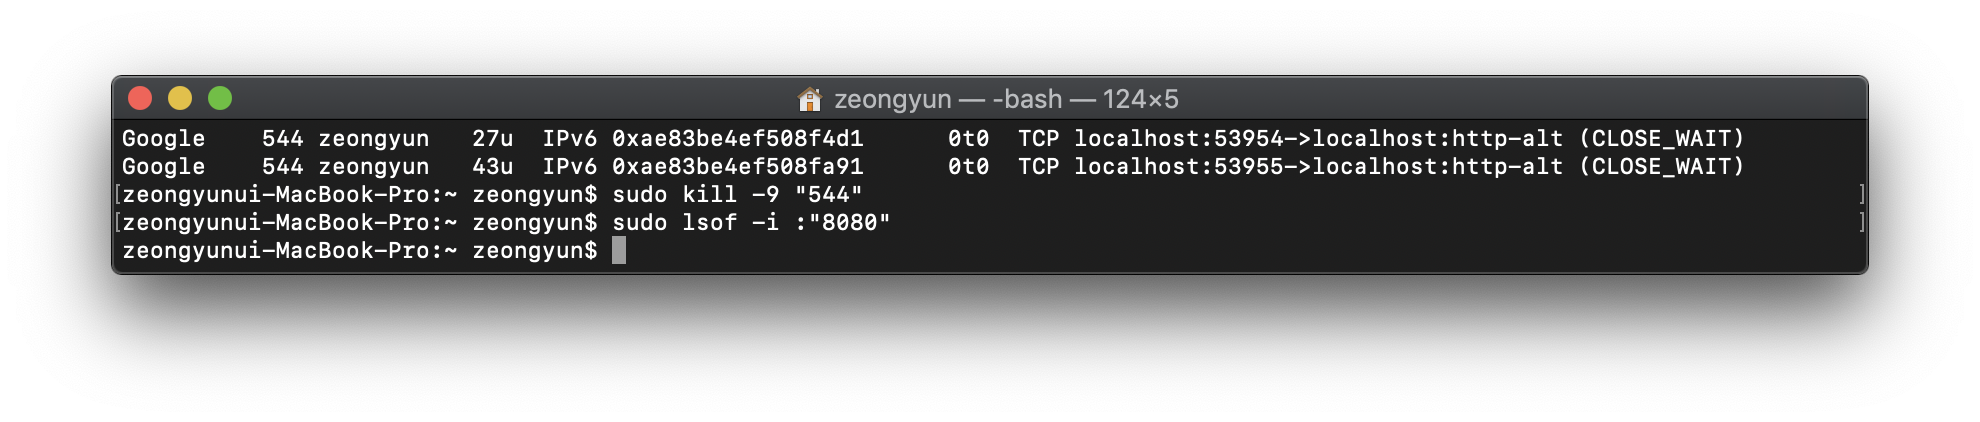 zeongyun — -bash — 124×5
Google    544 zeongyun   27u  IPv6 0xae83be4ef508f4d1      0t0  TCP localhost:53954->localhost:http-alt (CLOSE_WAIT)
Google    544 zeongyun   43u  IPv6 0xae83be4ef508fa91      0t0  TCP localhost:53955->localhost:http-alt (CLOSE_WAIT)
[zeongyunui-MacBook-Pro:~ zeongyun$ sudo kill -9 "544" ]
[zeongyunui-MacBook-Pro:~ zeongyun$ sudo lsof -i :"8080" ]
zeongyunui-MacBook-Pro:~ zeongyun$